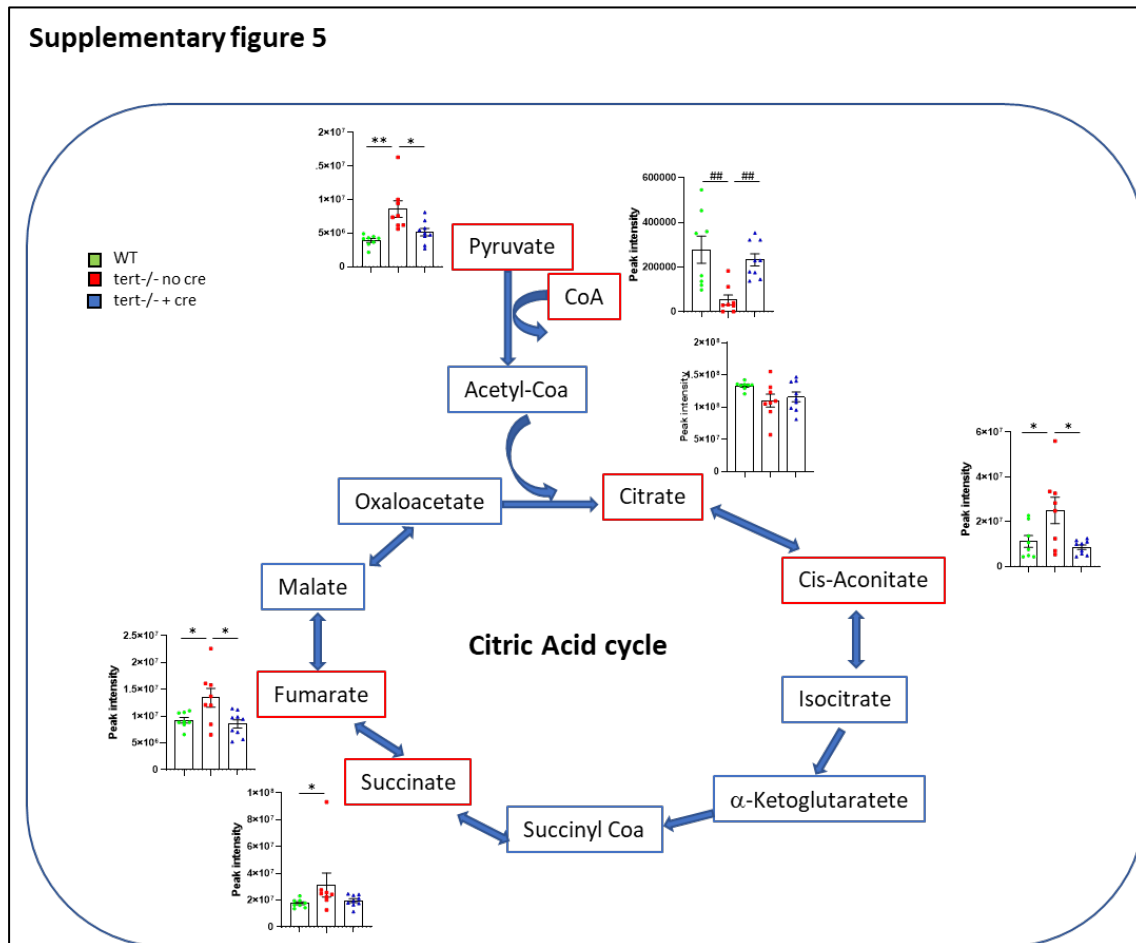 Supplementary figure 5
WT
tert-/- no cre
tert-/- + cre
2×10⁷
.5×10⁷
1×10⁷
5×10⁶
0
** *
Pyruvate
CoA
Peak intensity
600000
400000
200000
0
## ##
Acetyl-Coa
Peak intensity
2×10⁸
1.5×10⁸
1×10⁸
5×10⁷
0
Oxaloacetate
Citrate
Peak intensity
6×10⁷
4×10⁷
2×10⁷
0
* *
Cis-Aconitate
Malate
Citric Acid cycle
Peak intensity
2.5×10⁷
2×10⁷
1.5×10⁷
1×10⁷
5×10⁶
0
* *
Fumarate
Isocitrate
Succinate
α-Ketoglutaratete
Succinyl Coa
Peak intensity
1×10⁸
8×10⁷
6×10⁷
4×10⁷
2×10⁷
0
*